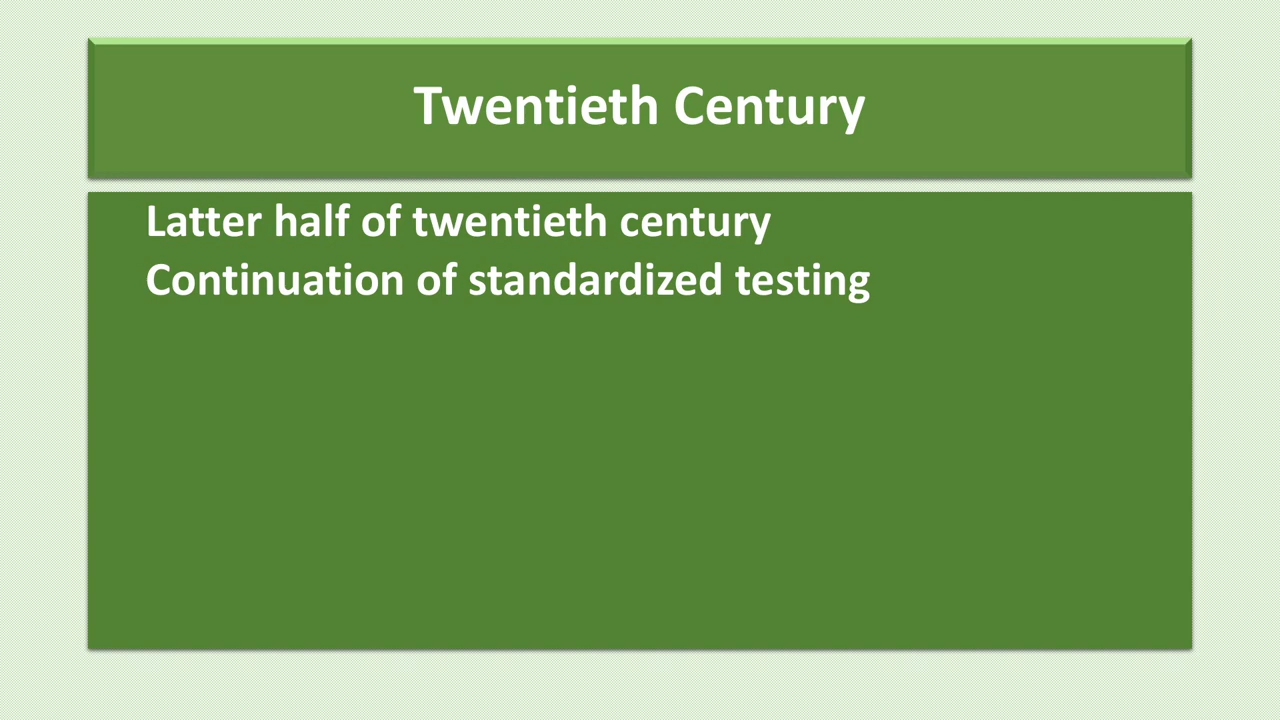 Twentieth Century
Latter half of twentieth century
Continuation of standardized testing